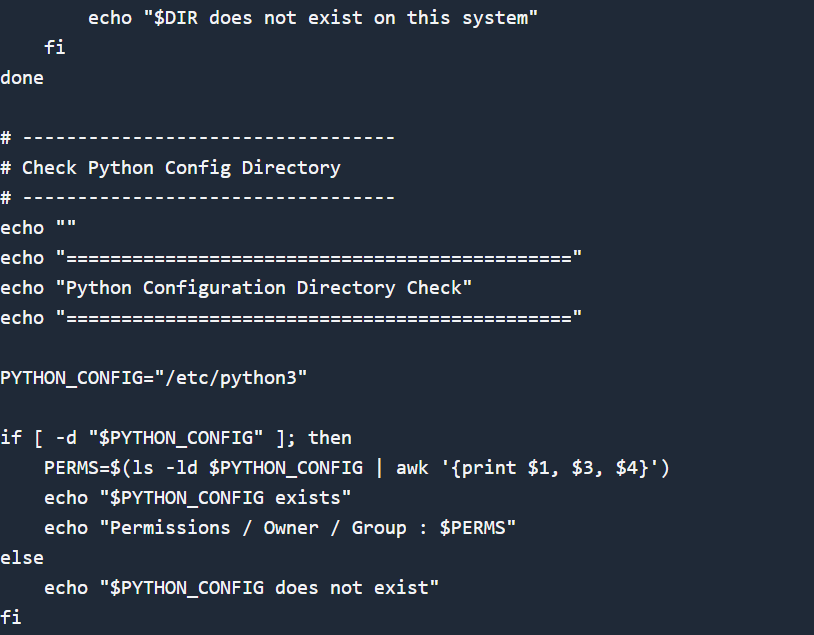 echo "$DIR does not exist on this system"
    fi
done

# ----------------------------------
# Check Python Config Directory
# ----------------------------------
echo ""
echo "=============================================="
echo "Python Configuration Directory Check"
echo "=============================================="

PYTHON_CONFIG="/etc/python3"

if [ -d "$PYTHON_CONFIG" ]; then
    PERMS=$(ls -ld $PYTHON_CONFIG | awk '{print $1, $3, $4}')
    echo "$PYTHON_CONFIG exists"
    echo "Permissions / Owner / Group : $PERMS"
else
    echo "$PYTHON_CONFIG does not exist"
fi